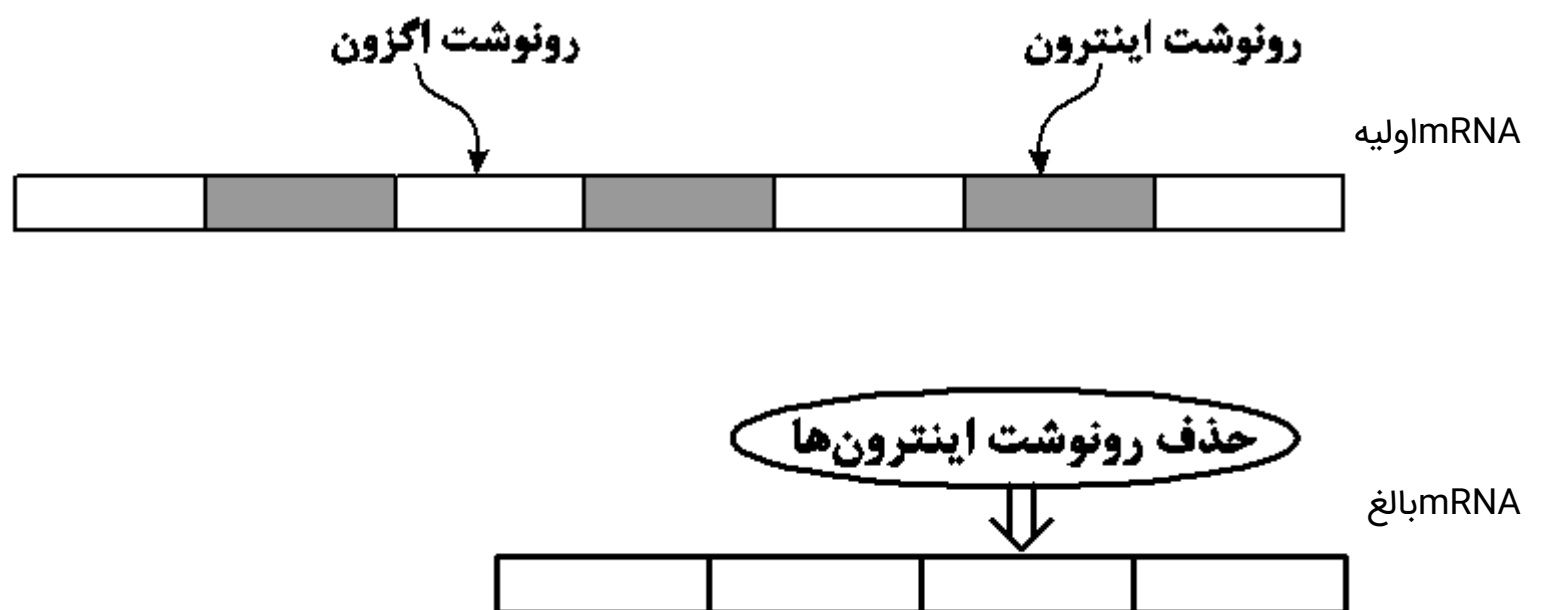 رونوشت اینترون
رونوشت اگزون
mRNAاولیه
حذف رونوشت اینترون‌ها
mRNAبالغ